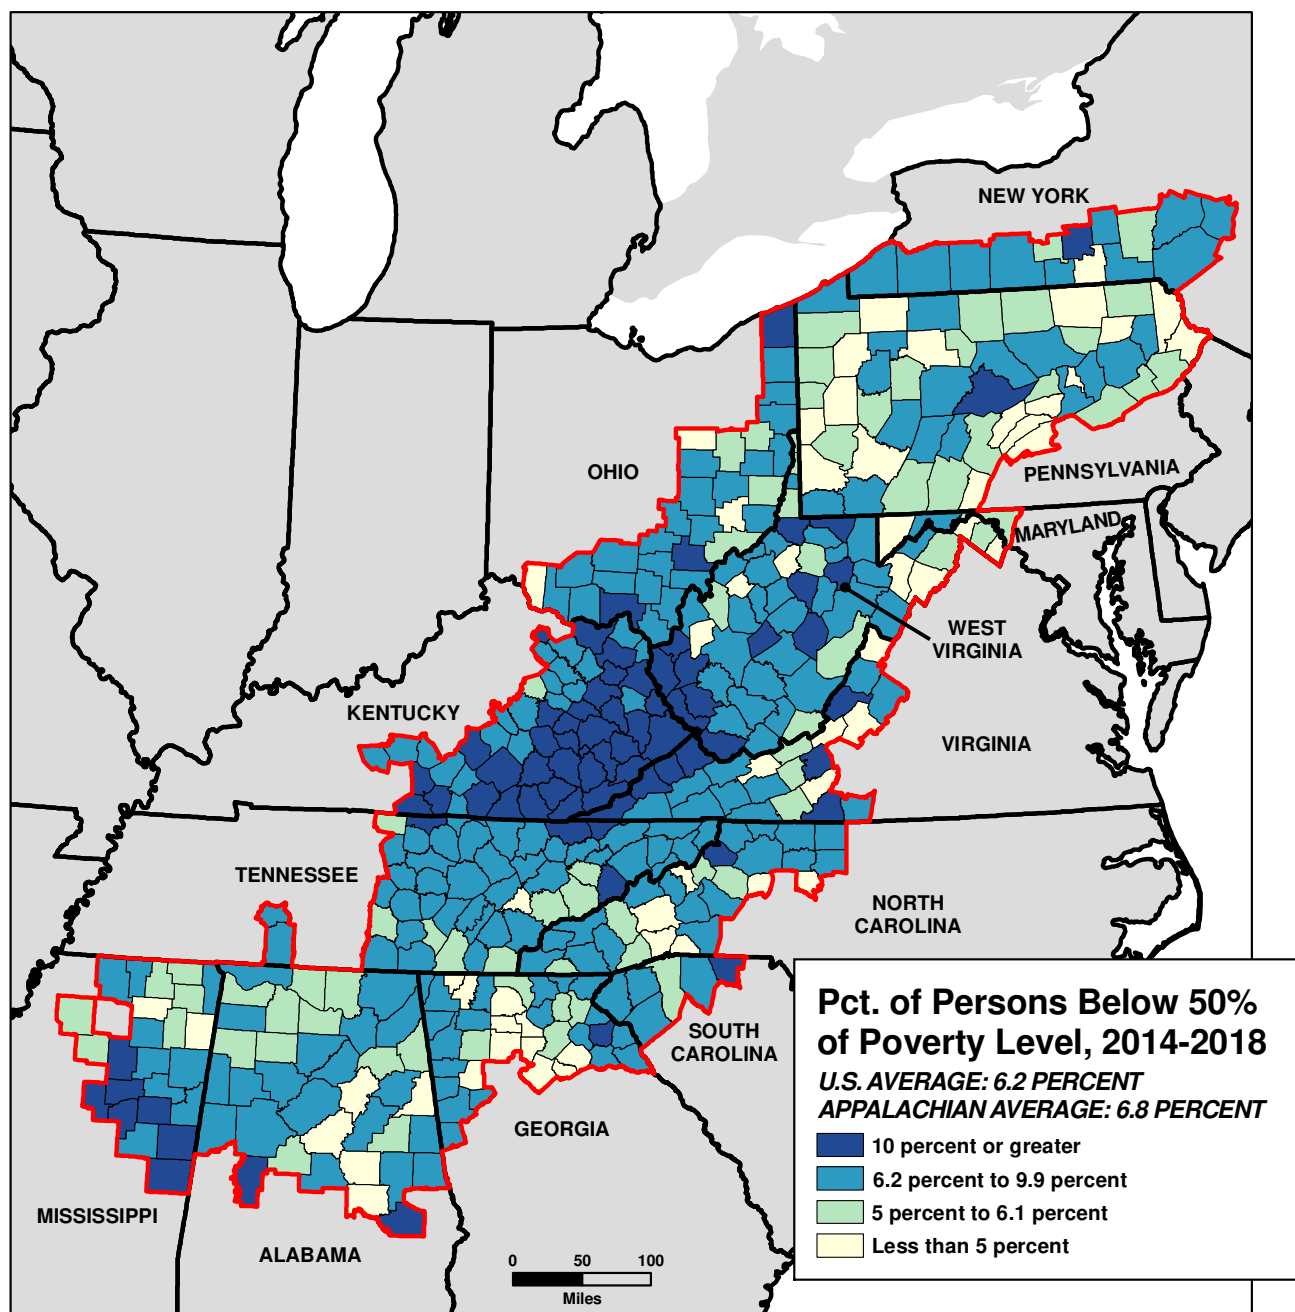 NEW YORK
OHIO
PENNSYLVANIA
MARYLAND
WEST
VIRGINIA
KENTUCKY
VIRGINIA
TENNESSEE
NORTH
CAROLINA
SOUTH
CAROLINA
GEORGIA
MISSISSIPPI
ALABAMA
0 50 100
Miles
Pct. of Persons Below 50%
of Poverty Level, 2014-2018
U.S. AVERAGE: 6.2 PERCENT
APPALACHIAN AVERAGE: 6.8 PERCENT
10 percent or greater
6.2 percent to 9.9 percent
5 percent to 6.1 percent
Less than 5 percent